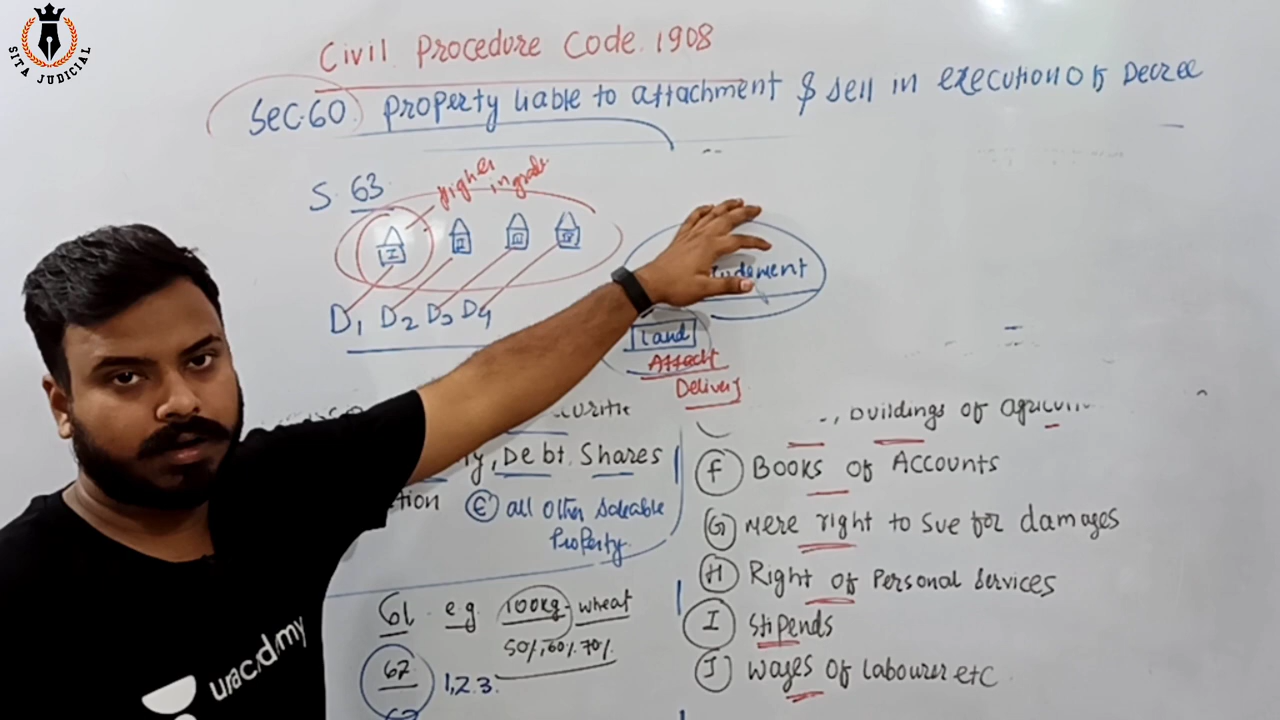 SITA JUDICIAL
Civil Procedure Code 1908
Sec.60 Property liable to attachment & sell in execution of Decree
S. 63
Higher in grade
I II III IV
D1 D2 D3 D4
Land
Attach
Delivery
, Debt, Shares
E all other Saleable
Property
, buildings of
F Books of Accounts
G Mere right to sue for damages
H Right of Personal Services
I Stipends
J Wages of labourer etc
61 e.g. 100kg - wheat
50%, 60%, 70%
62 1,2,3.
unacademy